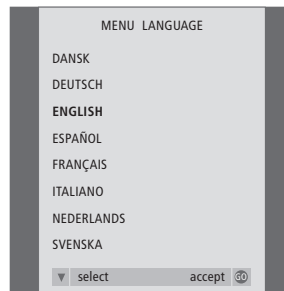 MENU LANGUAGE
DANSK
DEUTSCH
ENGLISH
ESPAÑOL
FRANÇAIS
ITALIANO
NEDERLANDS
SVENSKA
▼ select accept GO